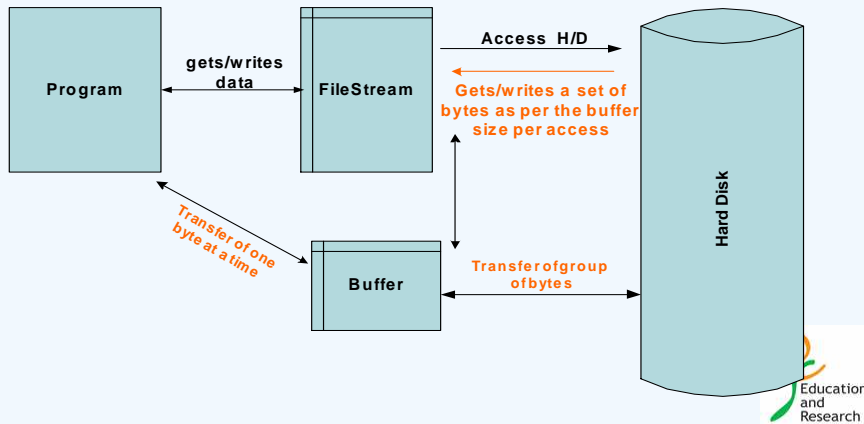 Program
gets/writes
data
FileStream
Access H/D
Gets/writes a set of
bytes as per the buffer
size per access
Hard Disk
Transfer of one
byte at a time
Buffer
Transfer of group
of bytes
Education
and
Research